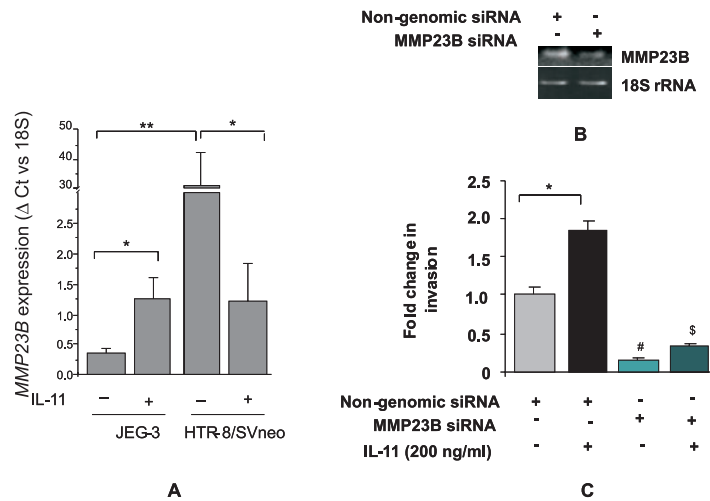 Non-genomic siRNA + -
MMP23B siRNA - +
MMP23B
18S rRNA
B
MMP23B expression (Δ Ct vs 18S)
50
40
30
2.5
2.0
1.5
1.0
0.5
0.0
**
*
*
IL-11 – + – +
JEG-3 HTR-8/SVneo
A
Fold change in
invasion
2.5
2.0
1.5
1.0
0.5
0
*
#
$
Non-genomic siRNA + + - -
MMP23B siRNA - - + +
IL-11 (200 ng/ml) - + - +
C